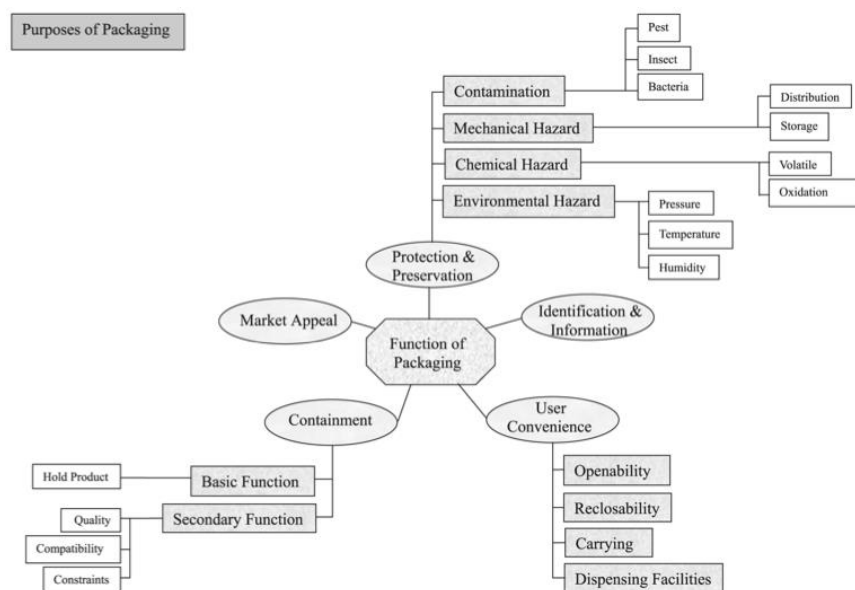 Purposes of Packaging
Pest
Insect
Bacteria
Contamination
Distribution
Mechanical Hazard
Storage
Chemical Hazard
Volatile
Oxidation
Environmental Hazard
Pressure
Temperature
Humidity
Protection &
Preservation
Market Appeal
Identification &
Information
Function of
Packaging
Containment
User
Convenience
Hold Product
Basic Function
Quality
Secondary Function
Compatibility
Constraints
Openability
Reclosability
Carrying
Dispensing Facilities